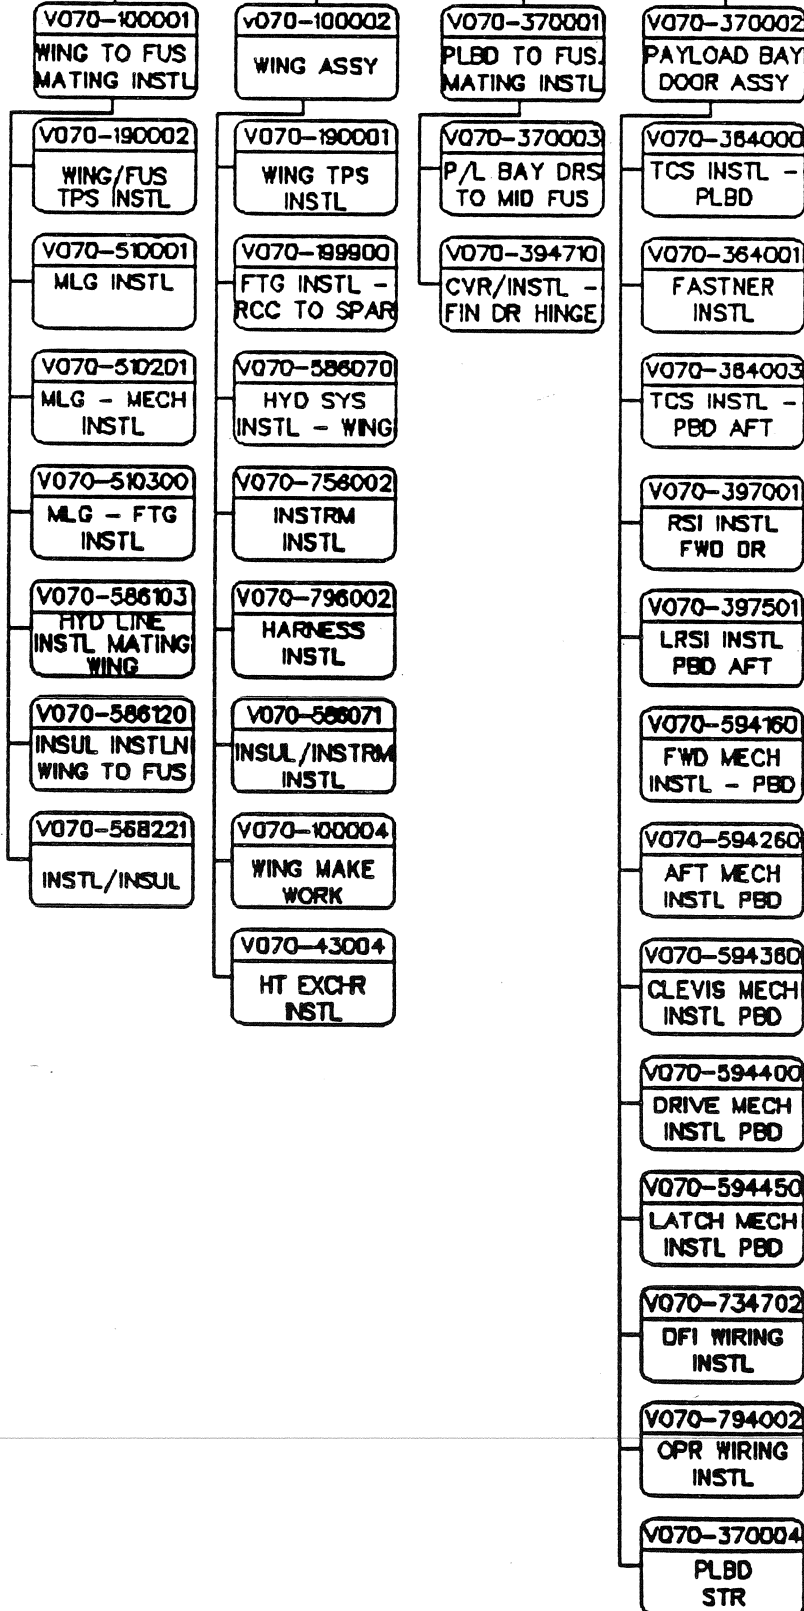 V070-100001
WING TO FUS
MATING INSTL
V070-190002
WING/FUS
TPS INSTL
V070-510001
MLG INSTL
V070-510201
MLG - MECH
INSTL
V070-510300
MLG - FTG
INSTL
V070-586103
HYD LINE
INSTL MATING
WING
V070-586120
INSUL INSTLN
WING TO FUS
V070-568221
INSTL/INSUL
v070-100002
WING ASSY
V070-190001
WING TPS
INSTL
V070-199900
FTG INSTL -
RCC TO SPAR
V070-586070
HYD SYS
INSTL - WING
V070-756002
INSTRM
INSTL
V070-796002
HARNESS
INSTL
V070-586071
INSUL/INSTRM
INSTL
V070-100004
WING MAKE
WORK
V070-43004
HT EXCHR
INSTL
V070-370001
PLBD TO FUS.
MATING INSTL
V070-370003
P/L BAY DRS
TO MID FUS
V070-394710
CVR/INSTL -
FIN DR HINGE
V070-370002
PAYLOAD BAY
DOOR ASSY
V070-364000
TCS INSTL -
PLBD
V070-364001
FASTNER
INSTL
V070-364003
TCS INSTL -
PBD AFT
V070-397001
RSI INSTL
FWD DR
V070-397501
LRSI INSTL
PBD AFT
V070-594160
FWD MECH
INSTL - PBD
V070-594260
AFT MECH
INSTL PBD
V070-594360
CLEVIS MECH
INSTL PBD
V070-594400
DRIVE MECH
INSTL PBD
V070-594450
LATCH MECH
INSTL PBD
V070-734702
DFI WIRING
INSTL
V070-794002
OPR WIRING
INSTL
V070-370004
PLBD
STR